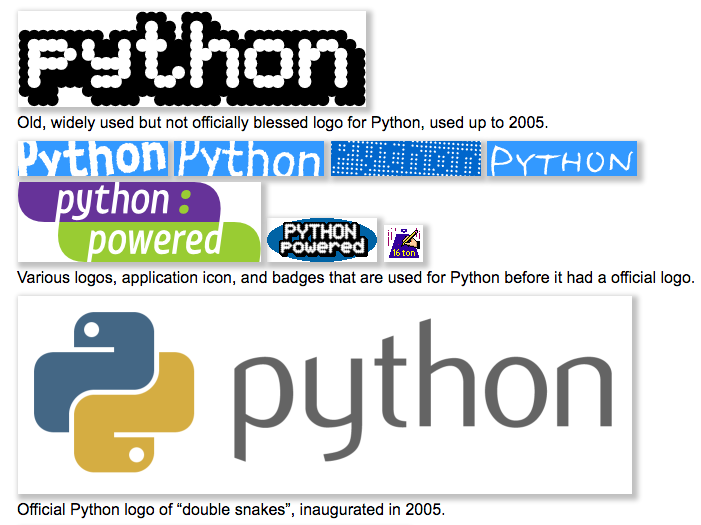 python
Old, widely used but not officially blessed logo for Python, used up to 2005.
Python Python Python PYTHON
python :
powered
PYTHON
Powered
16 ton
Various logos, application icon, and badges that are used for Python before it had a official logo.
python
Official Python logo of “double snakes”, inaugurated in 2005.